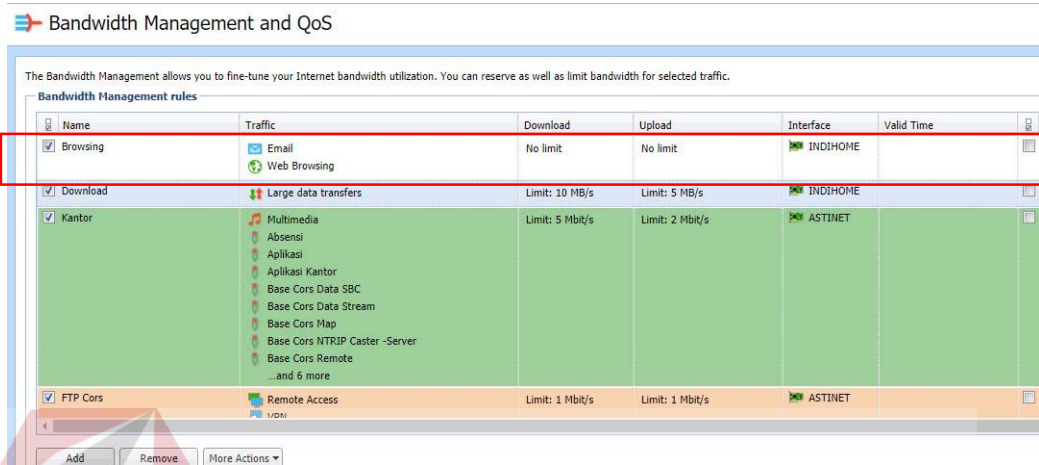 Bandwidth Management and QoS
The Bandwidth Management allows you to fine-tune your Internet bandwidth utilization. You can reserve as well as limit bandwidth for selected traffic.
Bandwidth Management rules
Name Traffic Download Upload Interface Valid Time
Browsing Email No limit No limit INDIHOME
Web Browsing
Download Large data transfers Limit: 10 MB/s Limit: 5 MB/s INDIHOME
Kantor Multimedia Limit: 5 Mbit/s Limit: 2 Mbit/s ASTINET
Absensi
Aplikasi
Aplikasi Kantor
Base Cors Data SBC
Base Cors Data Stream
Base Cors Map
Base Cors NTRIP Caster -Server
Base Cors Remote
...and 6 more
FTP Cors Remote Access Limit: 1 Mbit/s Limit: 1 Mbit/s ASTINET
VPN
Add Remove More Actions